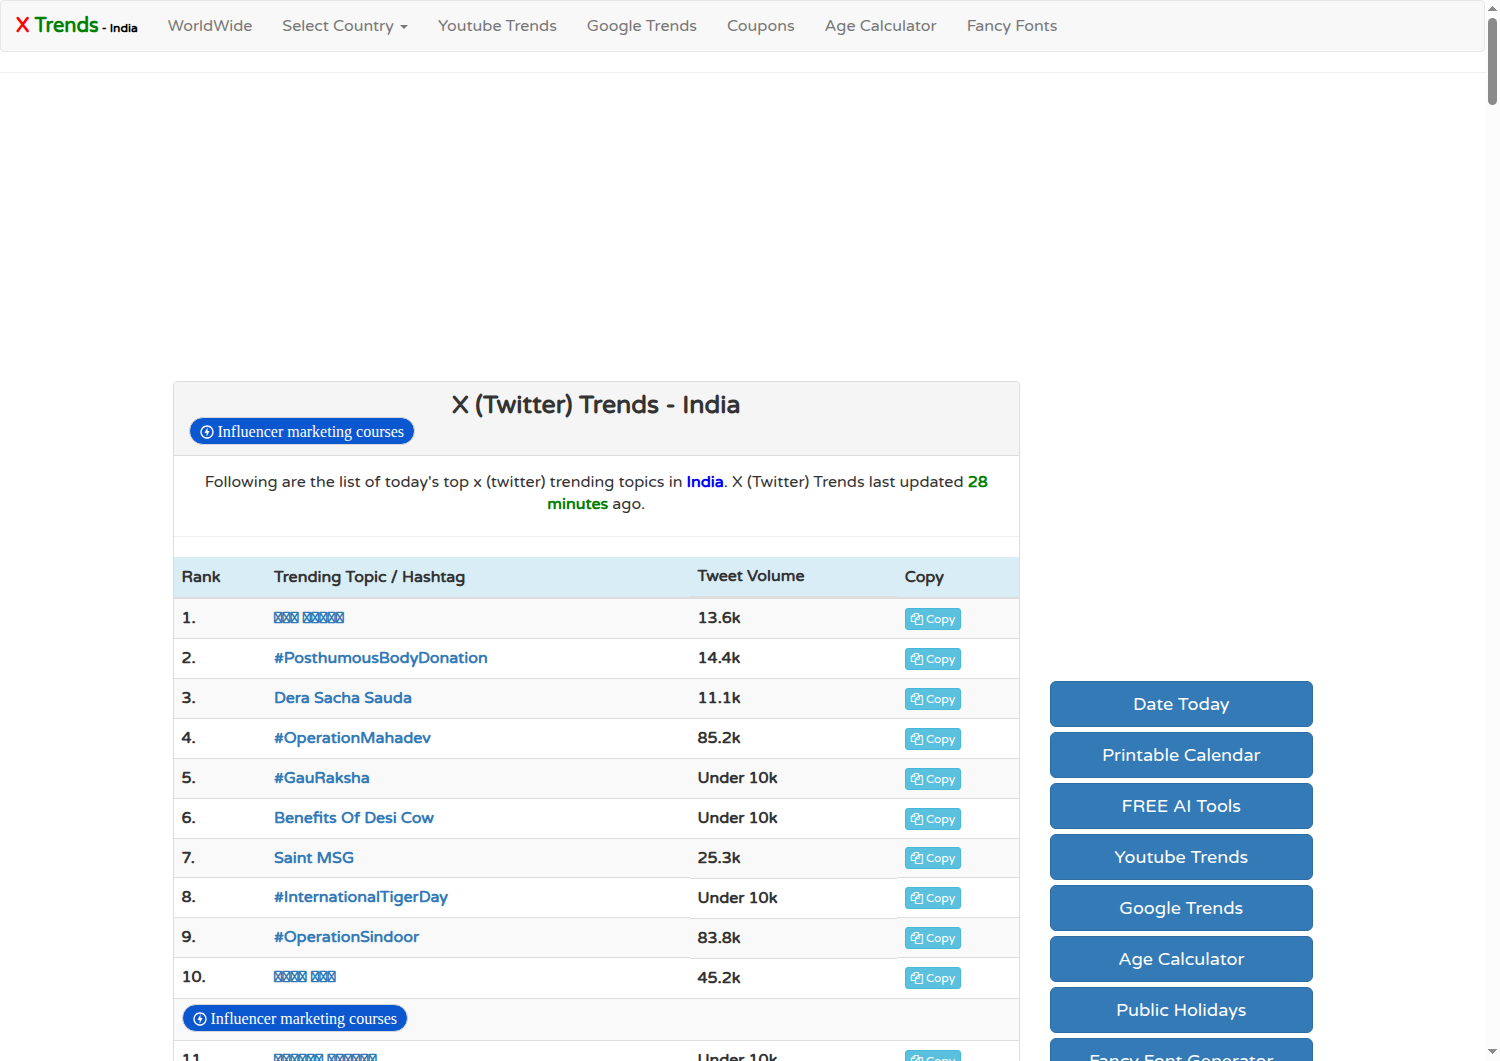 X Trends - India WorldWide Select Country Youtube Trends Google Trends Coupons Age Calculator Fancy Fonts
X (Twitter) Trends - India
Influencer marketing courses
Following are the list of today's top x (twitter) trending topics in India. X (Twitter) Trends last updated 28
minutes ago.
Rank Trending Topic / Hashtag Tweet Volume Copy
1. 13.6k Copy
2. #PosthumousBodyDonation 14.4k Copy
3. Dera Sacha Sauda 11.1k Copy
4. #OperationMahadev 85.2k Copy
5. #GauRaksha Under 10k Copy
6. Benefits Of Desi Cow Under 10k Copy
7. Saint MSG 25.3k Copy
8. #InternationalTigerDay Under 10k Copy
9. #OperationSindoor 83.8k Copy
10. 45.2k Copy
Influencer marketing courses
11. Under 10k Copy
Date Today
Printable Calendar
FREE AI Tools
Youtube Trends
Google Trends
Age Calculator
Public Holidays
Fancy Font Generator